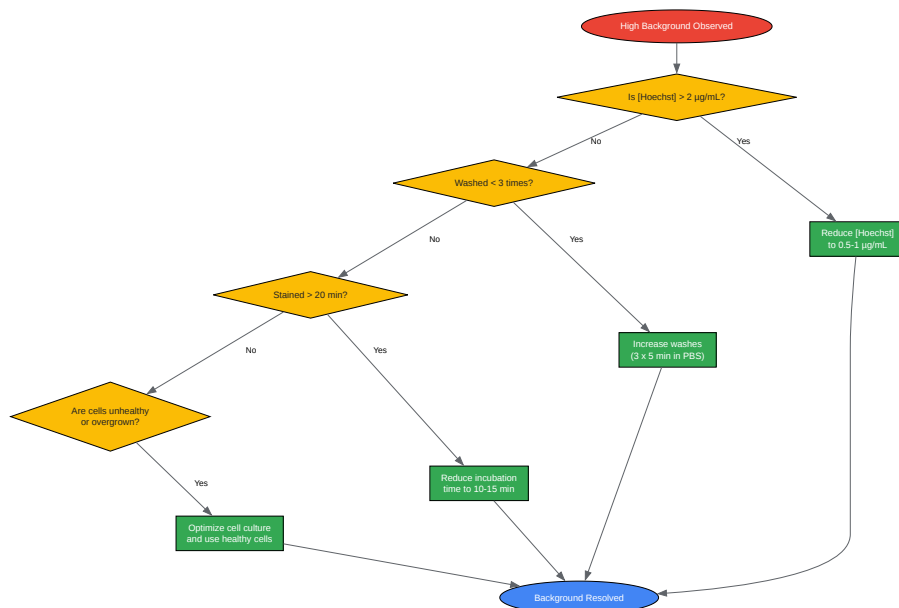 High Background Observed
Is [Hoechst] > 2 µg/mL?
No
Yes
Washed < 3 times?
Reduce [Hoechst]
to 0.5-1 µg/mL
No
Yes
Stained > 20 min?
Increase washes
(3 x 5 min in PBS)
No
Yes
Are cells unhealthy
or overgrown?
Reduce incubation
time to 10-15 min
Yes
Optimize cell culture
and use healthy cells
Background Resolved